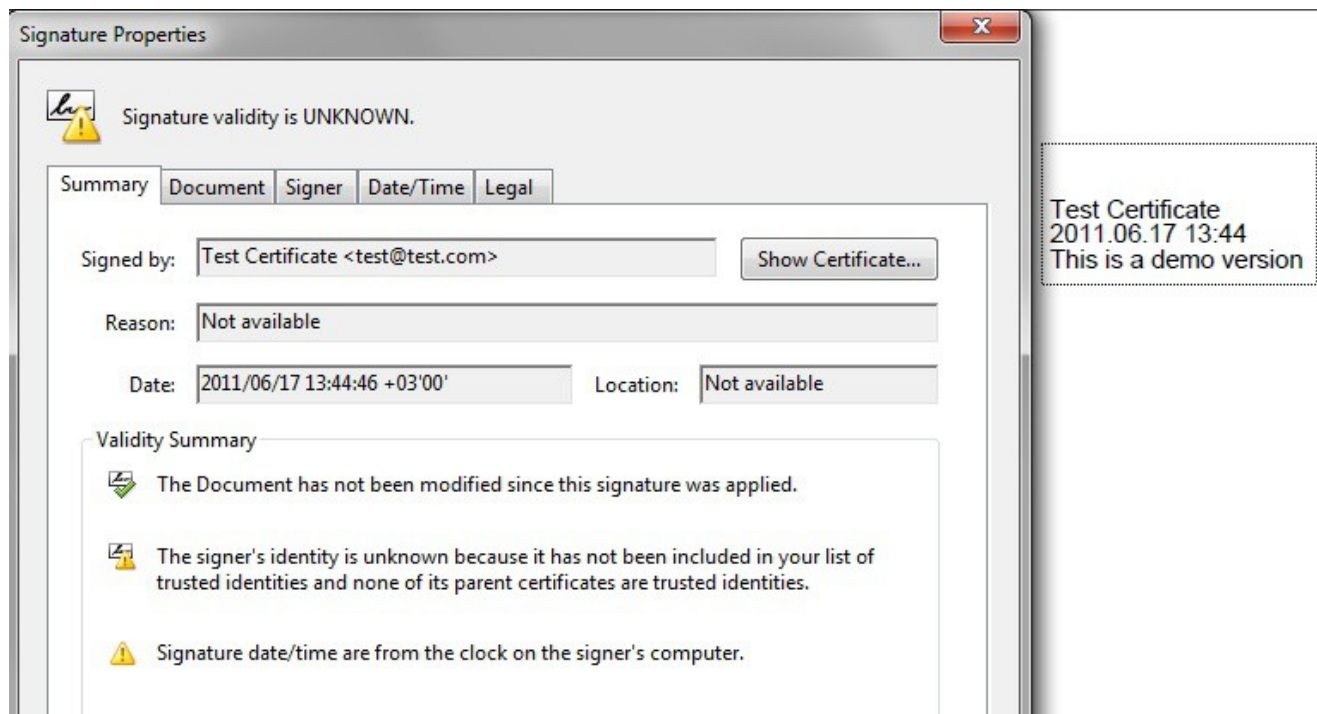 Signature Properties
Signature validity is UNKNOWN.
Summary Document Signer Date/Time Legal
Signed by: Test Certificate <test@test.com> Show Certificate...
Reason: Not available
Date: 2011/06/17 13:44:46 +03'00' Location: Not available
Validity Summary
The Document has not been modified since this signature was applied.
The signer's identity is unknown because it has not been included in your list of
trusted identities and none of its parent certificates are trusted identities.
Signature date/time are from the clock on the signer's computer.
Test Certificate
2011.06.17 13:44
This is a demo version